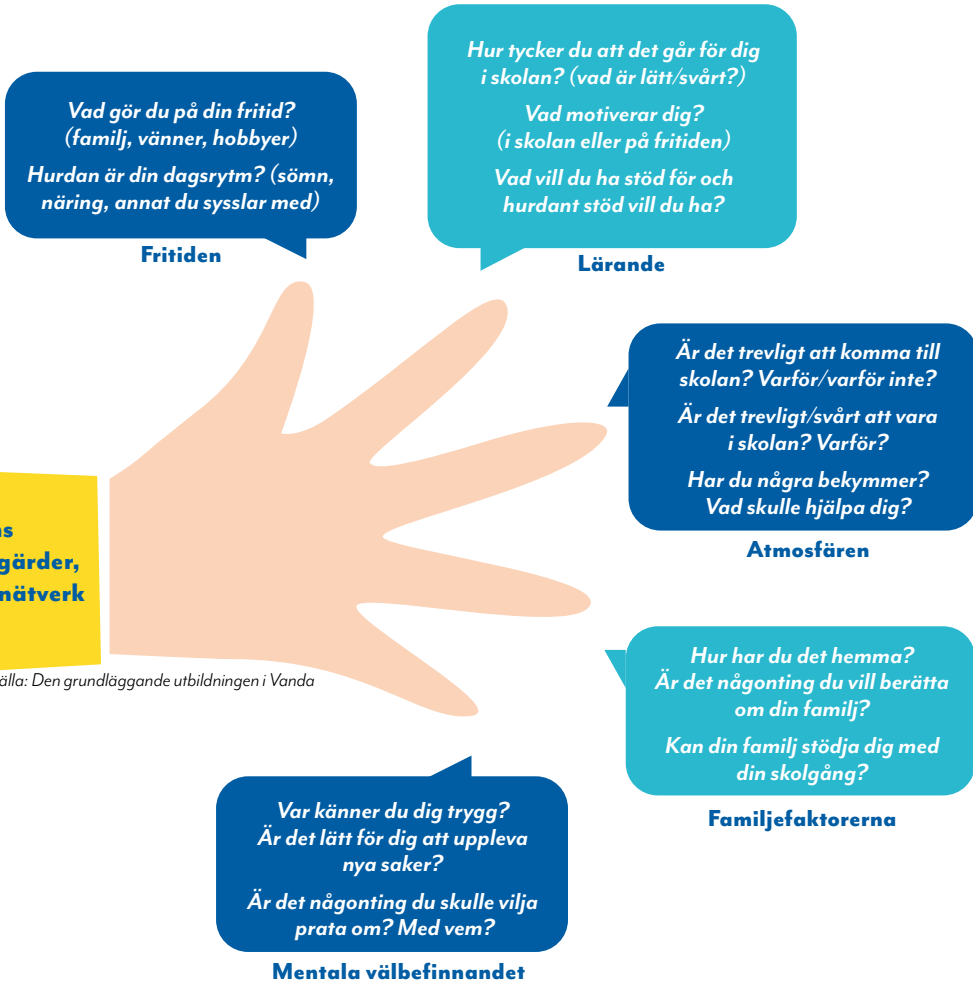 Vad gör du på din fritid?
(familj, vänner, hobbyer)
Hurdan är din dagsrytm? (sömn,
näring, annat du sysslar med)
Fritiden
Hur tycker du att det går för dig
i skolan? (vad är lätt/svårt?)
Vad motiverar dig?
(i skolan eller på fritiden)
Vad vill du ha stöd för och
hurdant stöd vill du ha?
Lärande
Är det trevligt att komma till
skolan? Varför/varför inte?
Är det trevligt/svårt att vara
i skolan? Varför?
Har du några bekymmer?
Vad skulle hjälpa dig?
Atmosfären
Hur har du det hemma?
Är det någonting du vill berätta
om din familj?
Kan din familj stödja dig med
din skolgång?
Familjefaktorerna
Var känner du dig trygg?
Är det lätt för dig att uppleva
nya saker?
Är det någonting du skulle vilja
prata om? Med vem?
Mentala välbefinnandet
gärder,
nätverk
älla: Den grundläggande utbildningen i Vanda